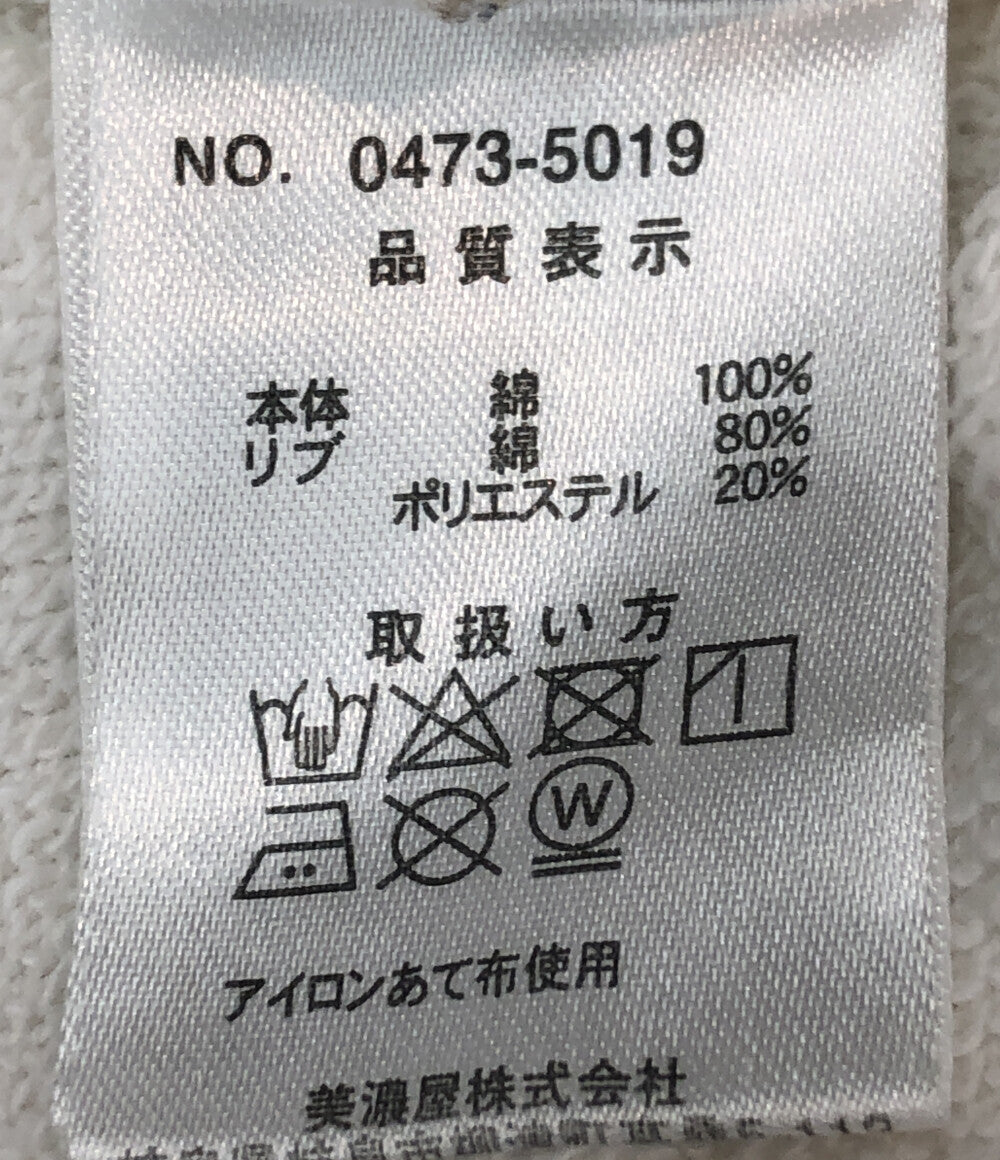 NO. 0473-5019
品質表示
本体 綿 100%
リブ 綿 80%
ポリエステル 20%
取扱い方
W
アイロンあて布使用
美濃屋株式会社